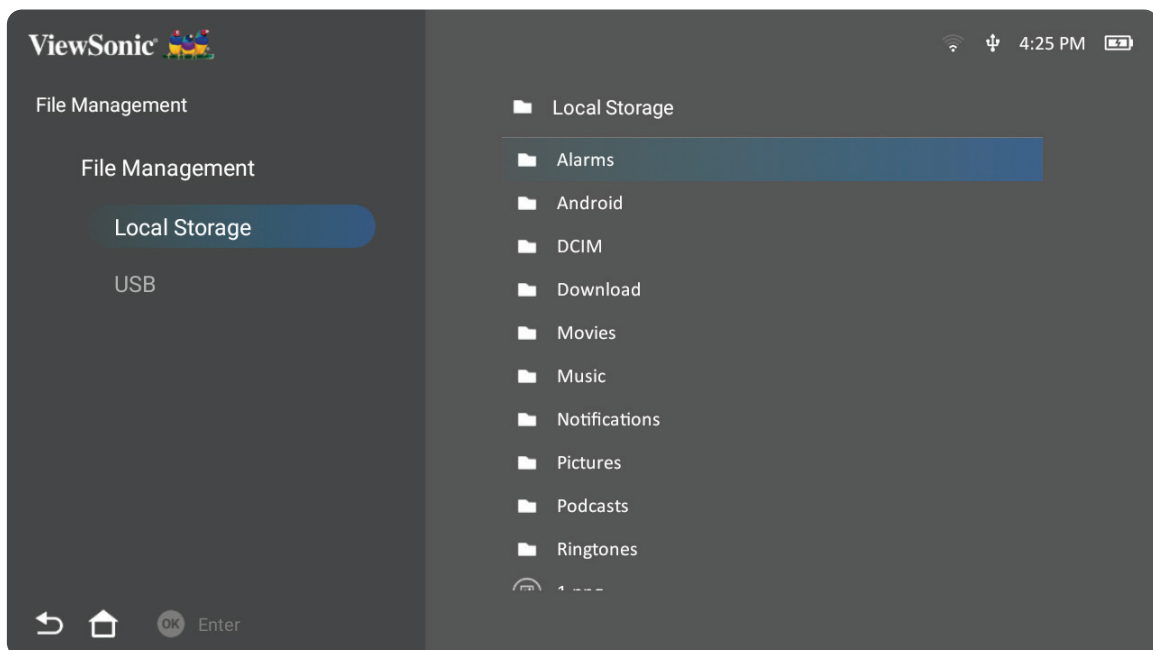 ViewSonic®
4:25 PM
File Management
File Management
Local Storage
USB
Local Storage
Alarms
Android
DCIM
Download
Movies
Music
Notifications
Pictures
Podcasts
Ringtones
OK Enter